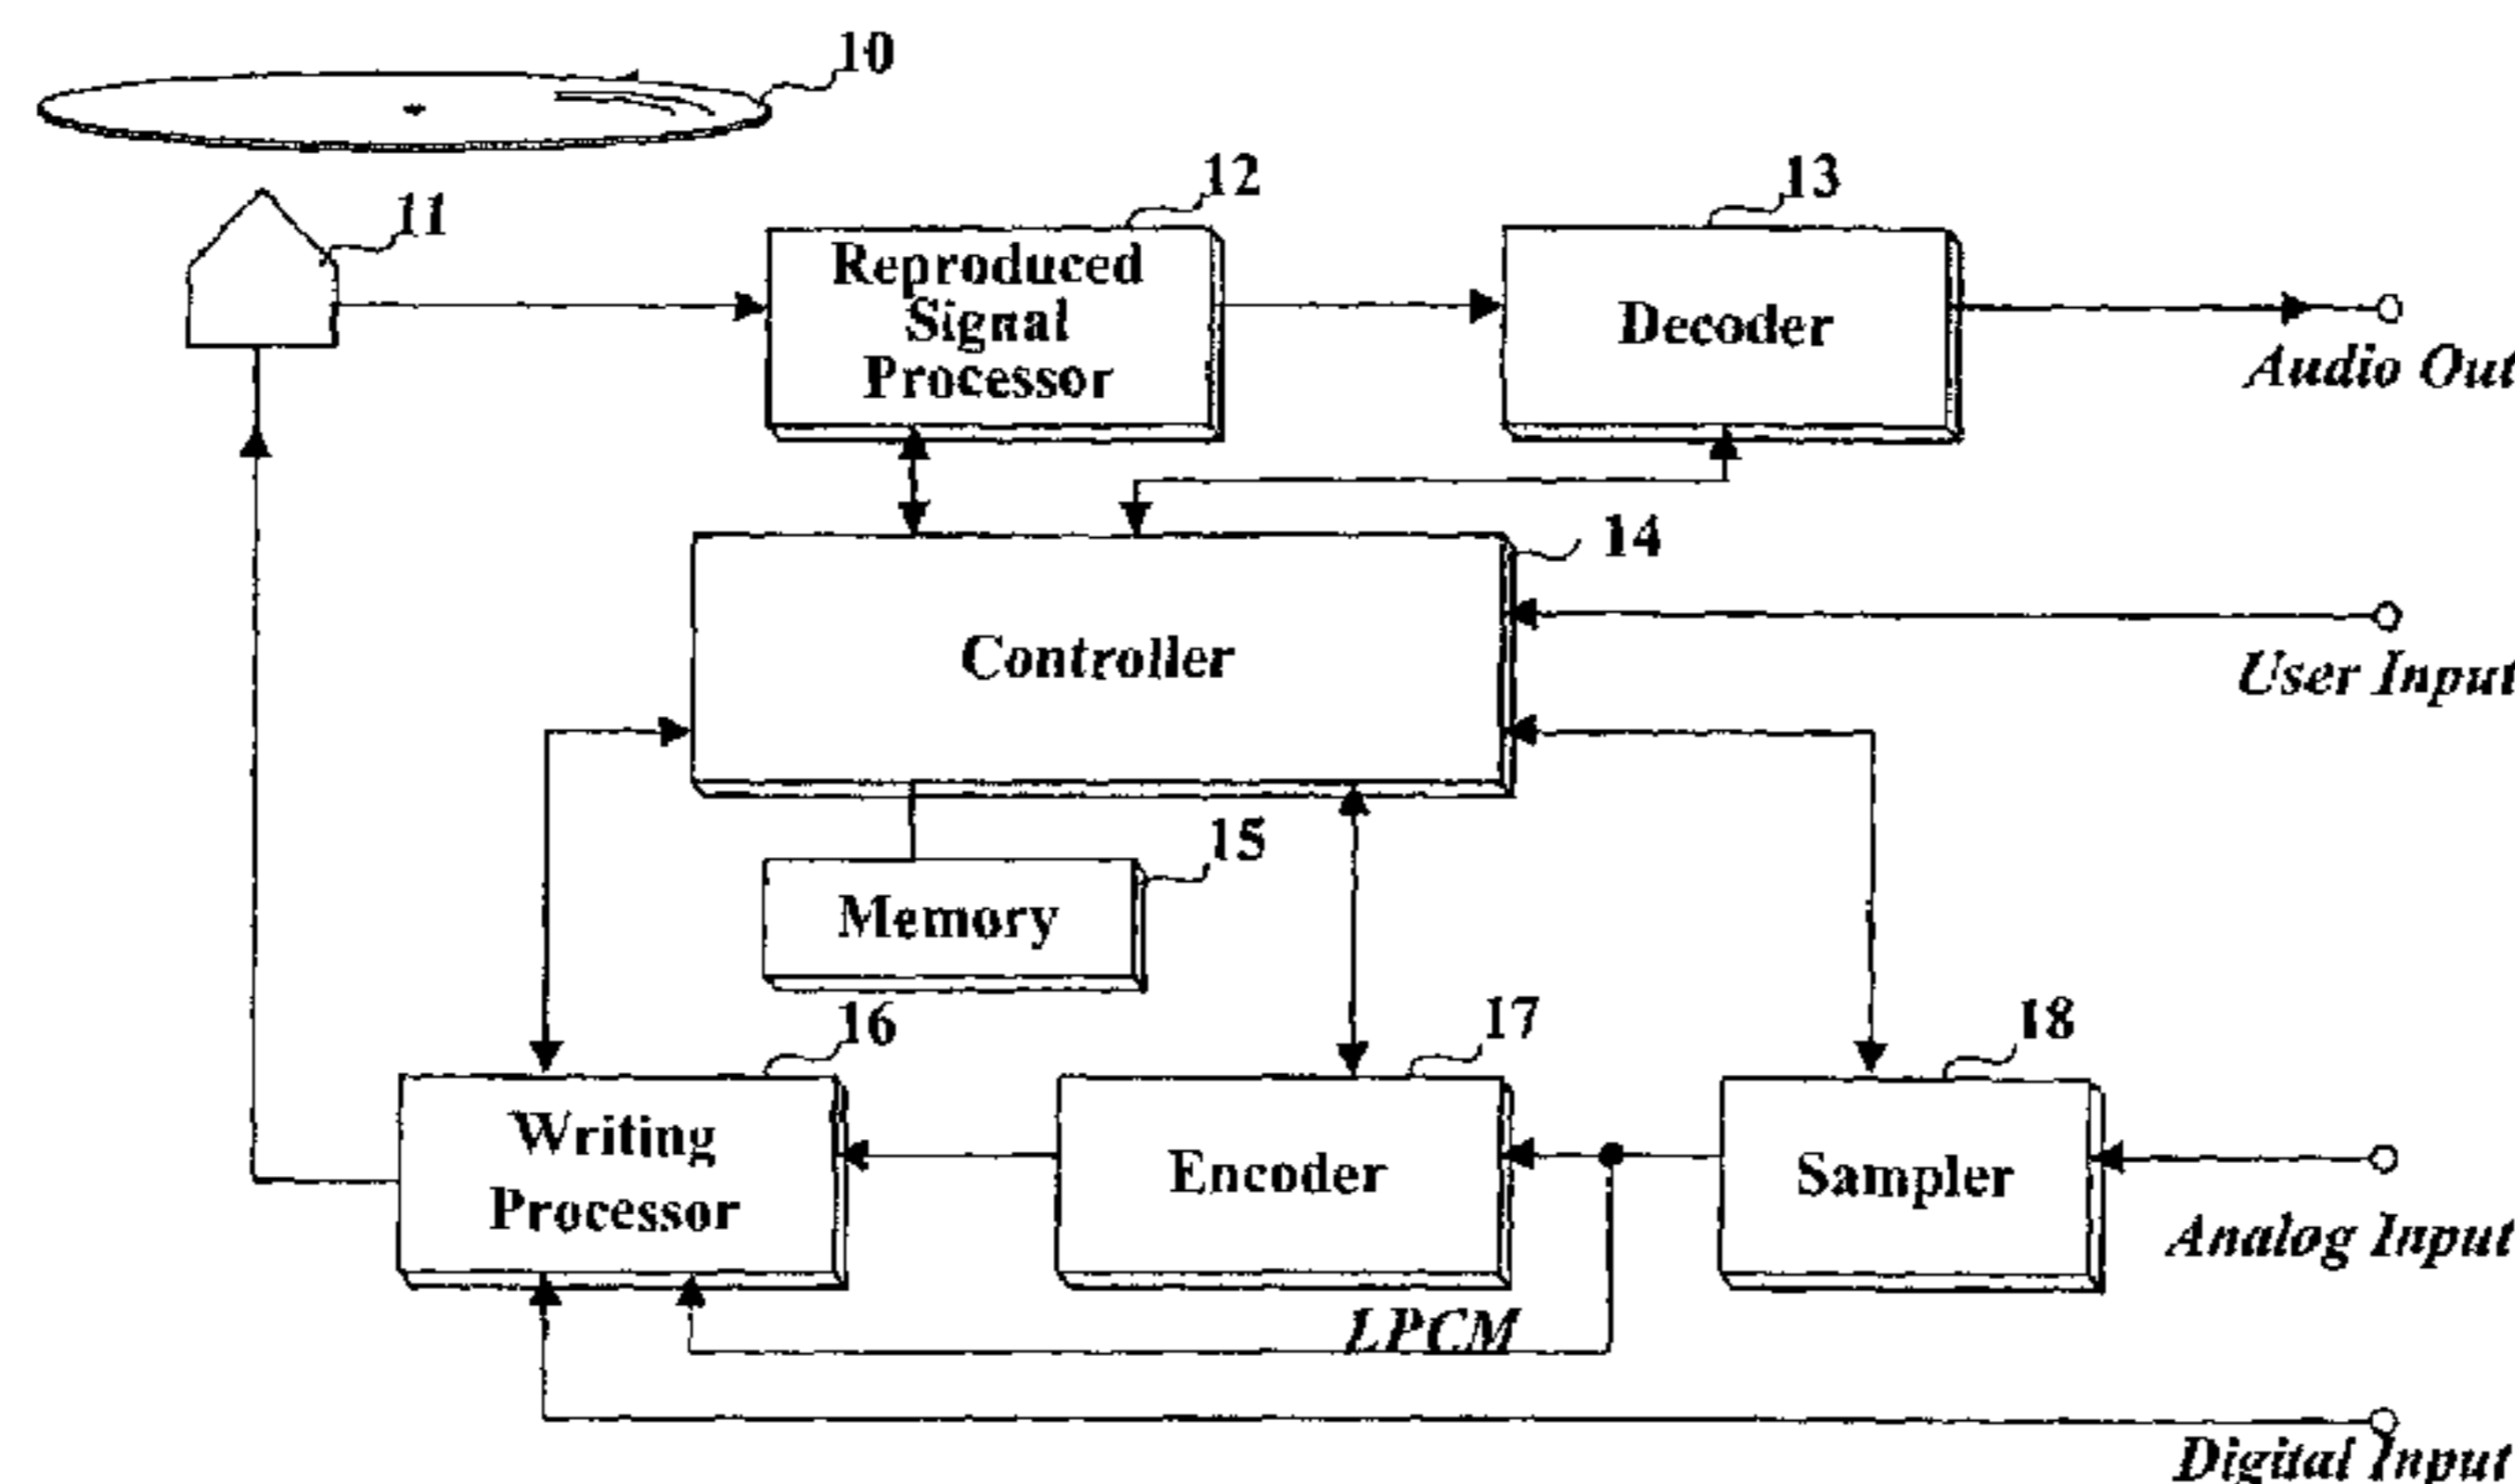 10
11
12
13
Reproduced
Signal
Processor
Decoder
Audio Out
14
Controller
User Input
15
Memory
16
17
18
Writing
Processor
Encoder
Sampler
Analog Input
LPCM
Digital Input